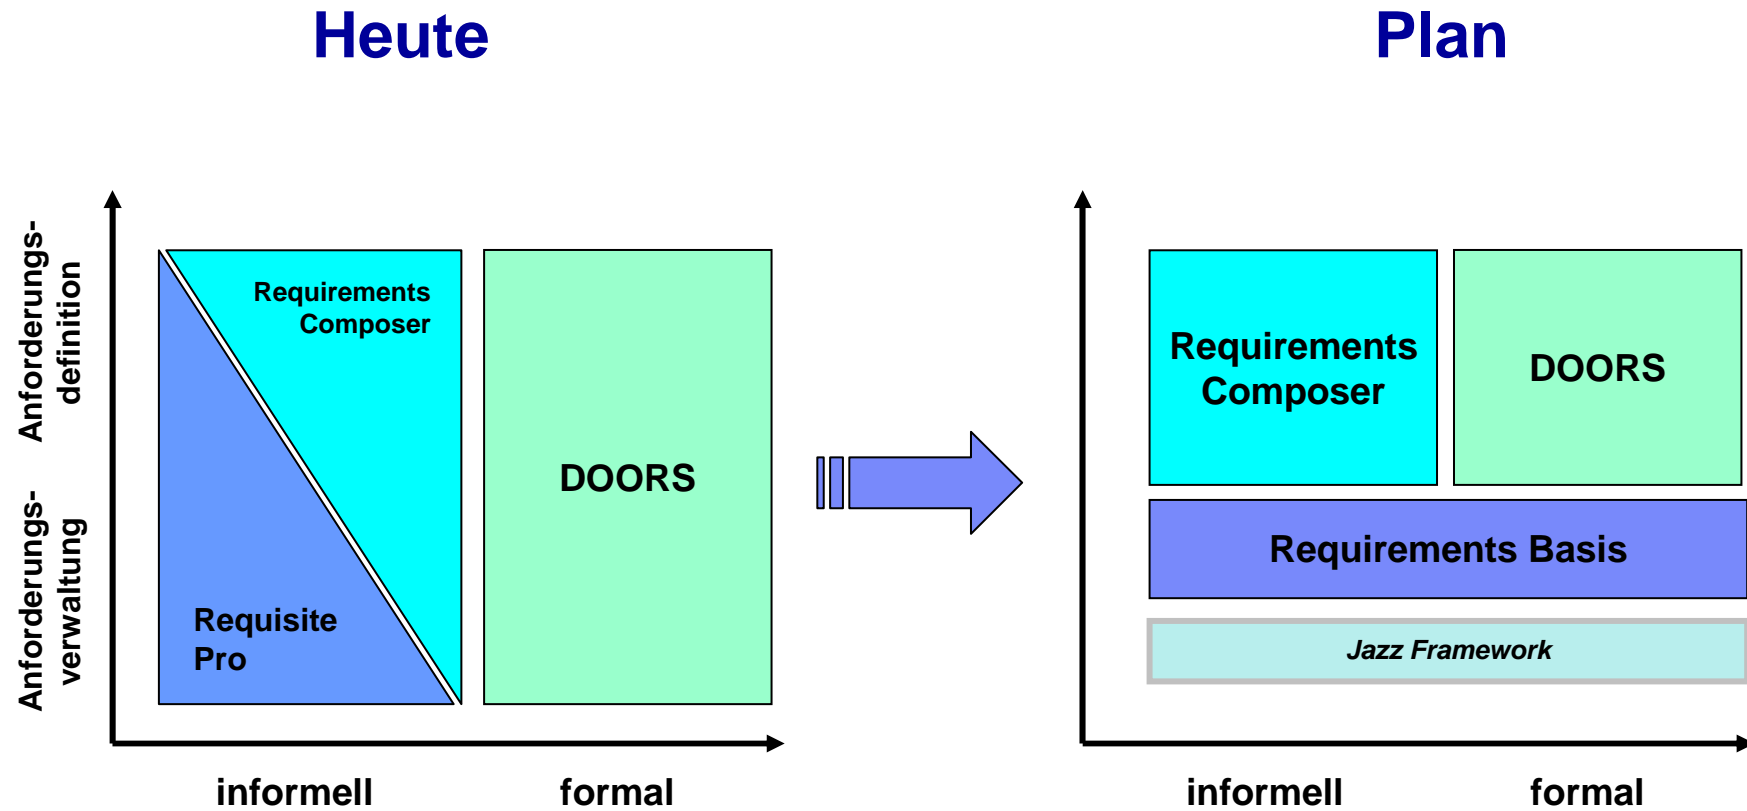 Heute
Plan
Anforderungs-
definition
Anforderungs-
verwaltung
Requirements
Composer
Requisite
Pro
DOORS
informell
formal
Requirements
Composer
DOORS
Requirements Basis
Jazz Framework
informell
formal